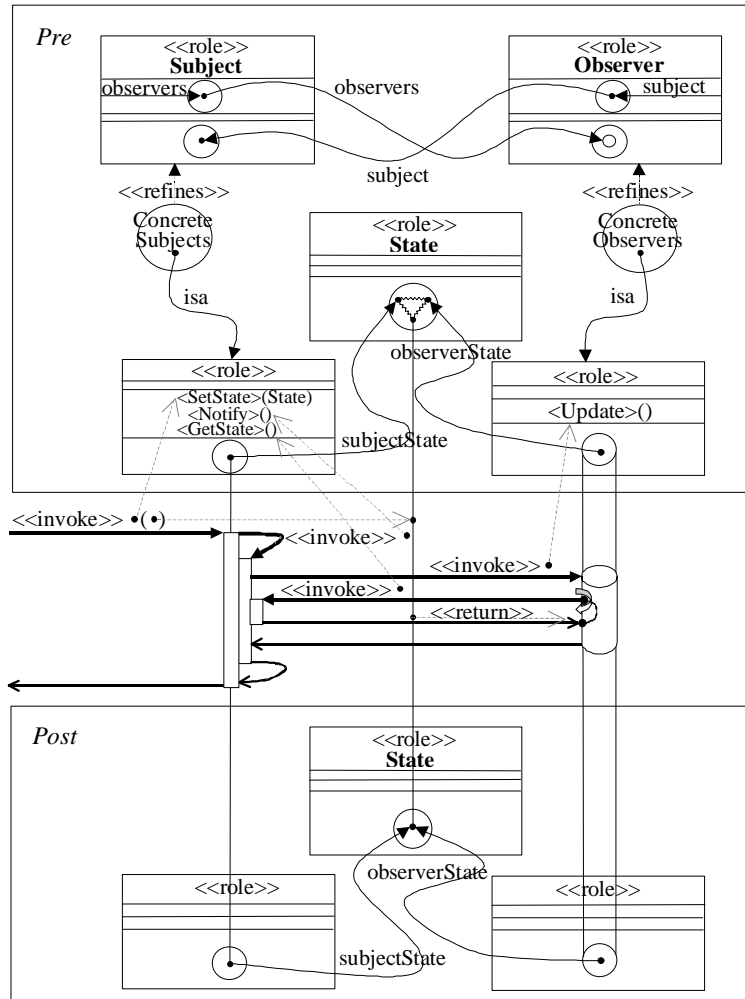 Pre
<<role>>
Subject
<<role>>
Observer
observers
observers
subject
subject
<<refines>>
<<refines>>
Concrete
Subjects
Concrete
Observers
<<role>>
State
isa
isa
observerState
<<role>>
<SetState>(State)
<Notify>()
<GetState>()
<<role>>
<Update>()
subjectState
<<invoke>> ( )
<<invoke>>
<<invoke>>
<<invoke>>
<<return>>
Post
<<role>>
State
observerState
<<role>>
<<role>>
subjectState